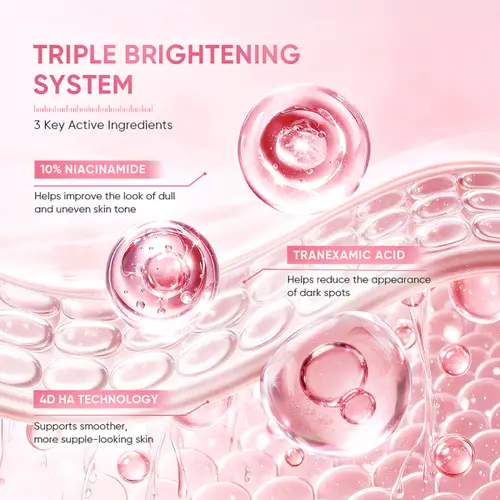 TRIPLE BRIGHTENING
SYSTEM
3 Key Active Ingredients
10% NIACINAMIDE
Helps improve the look of dull
and uneven skin tone
TRANEXAMIC ACID
Helps reduce the appearance
of dark spots
4D HA TECHNOLOGY
Supports smoother,
more supple-looking skin